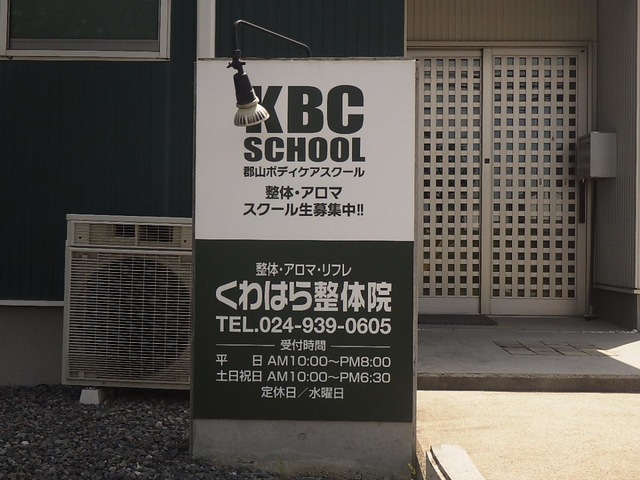 KBC
SCHOOL
郡山ボディケアスクール
整体・アロマ
スクール生募集中!!
整体・アロマ・リフレ
くわはら整体院
TEL.024-939-0605
受付時間
平　日 AM10:00〜PM8:00
土日祝日 AM10:00〜PM6:30
定休日／水曜日